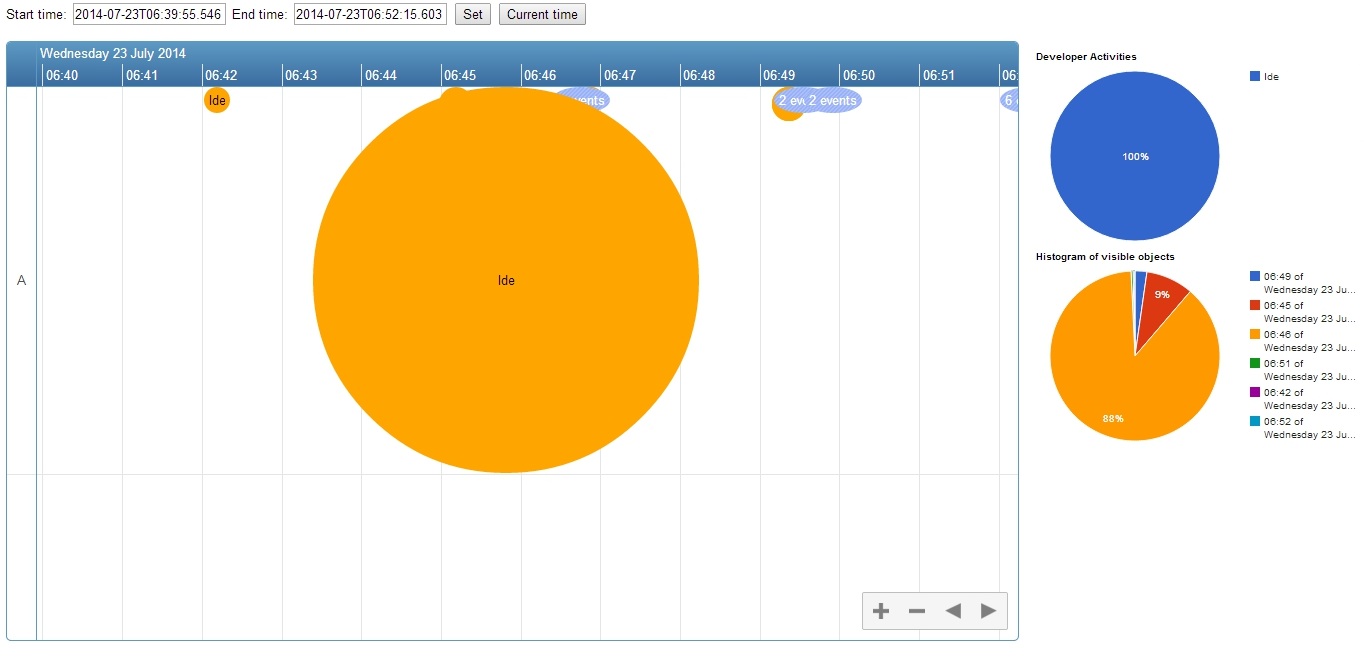 Start time: 2014-07-23T06:39:55.546 End time: 2014-07-23T06:52:15.603 Set Current time
Wednesday 23 July 2014
06:40 06:41 06:42 06:43 06:44 06:45 06:46 06:47 06:48 06:49 06:50 06:51 06:
Ide
2 ev 2 events
6
A
Ide
Developer Activities
Ide
100%
Histogram of visible objects
06:49 of
Wednesday 23 Ju...
06:45 of
Wednesday 23 Ju...
06:46 of
Wednesday 23 Ju...
06:51 of
Wednesday 23 Ju...
06:42 of
Wednesday 23 Ju...
06:52 of
Wednesday 23 Ju...
9%
88%